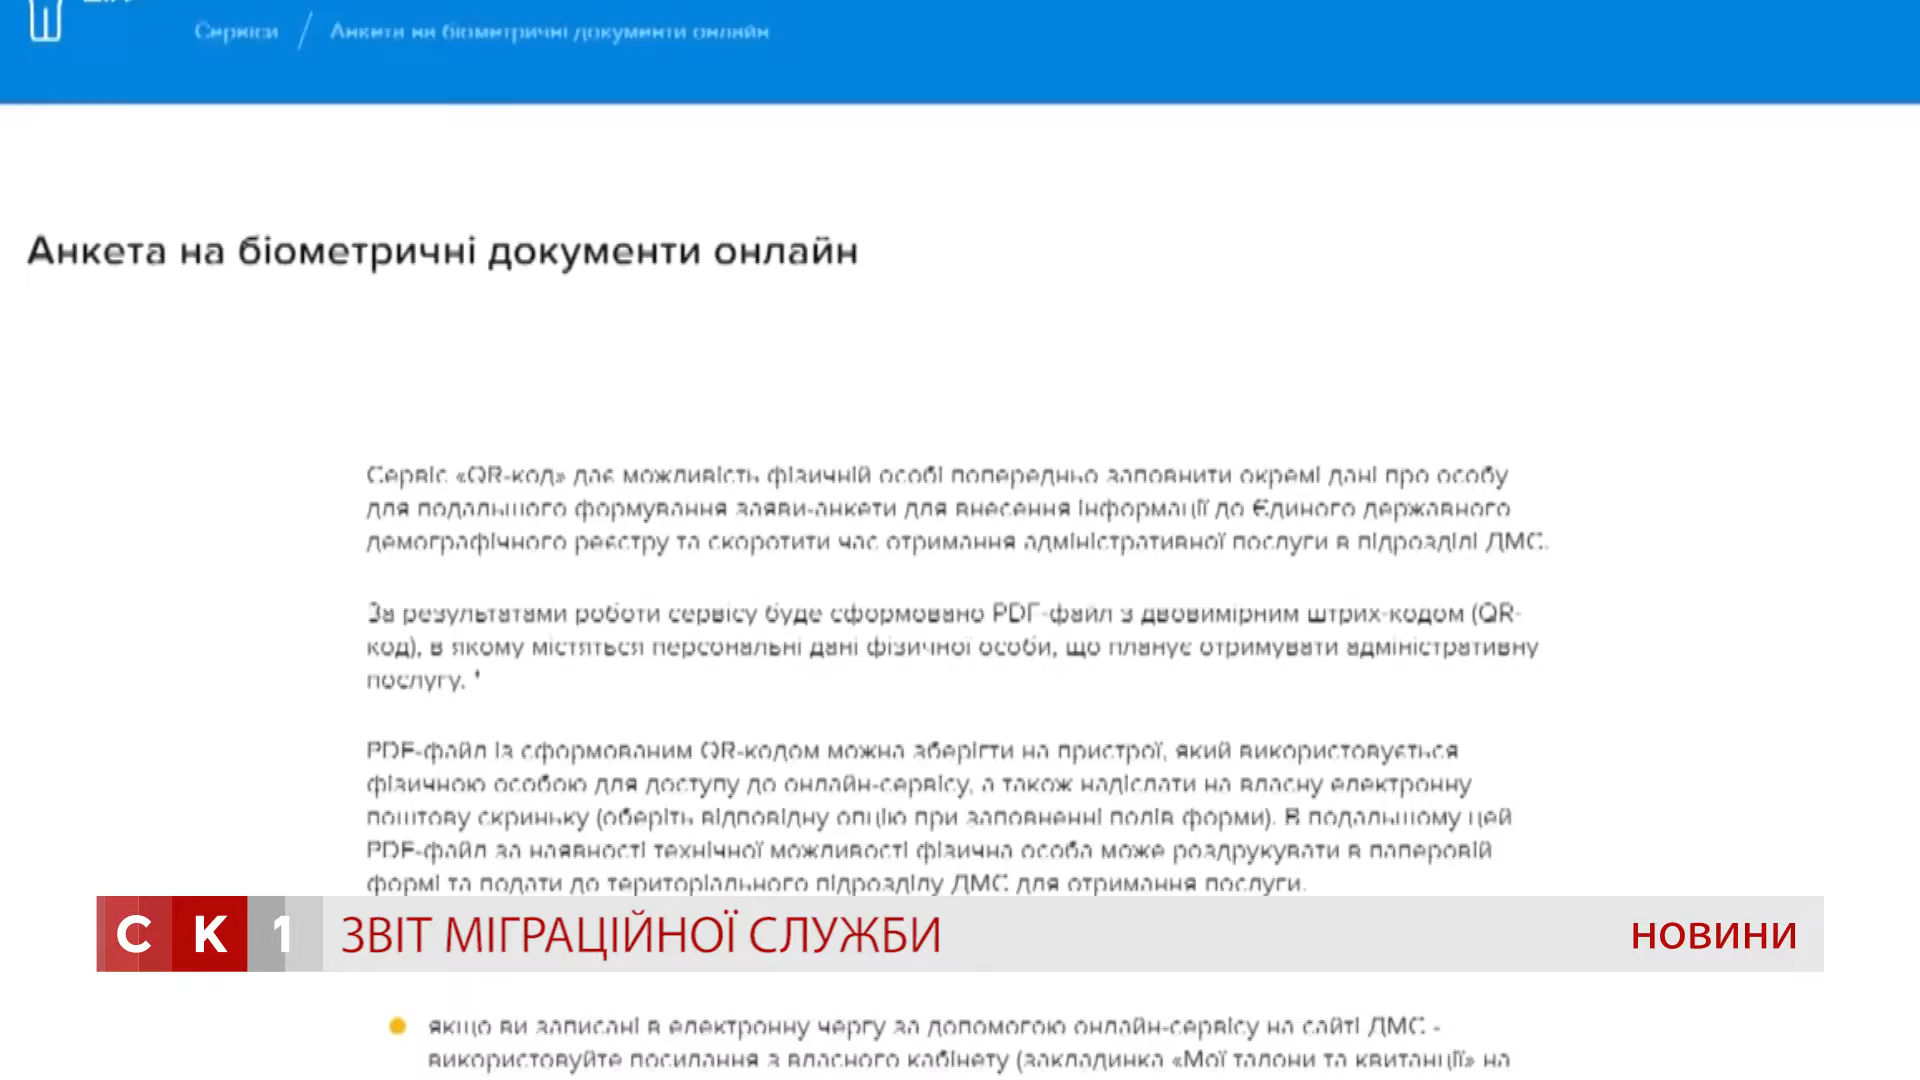 Сервіси / Анкета на біометричні документи онлайн
Анкета на біометричні документи онлайн
Сервіс «QR-код» дає можливість фізичній особі попередньо заповнити окремі дані про особу
для подальшого формування заяви-анкети для внесення інформації до Єдиного державного
демографічного реєстру та скоротити час отримання адміністративної послуги в підрозділі ДМС.
За результатами роботи сервісу буде сформовано PDF-файл з двовимірним штрих-кодом (QR-
код), в якому містяться персональні дані фізичної особи, що планує отримувати адміністративну
послугу.
PDF-файл із сформованим QR-кодом можна зберігти на пристрої, який використовується
фізичною особою для доступу до онлайн-сервісу, а також надіслати на власну електронну
поштову скриньку (оберіть відповідну опцію при заповненні полів форми). В подальшому цей
PDF-файл за наявності технічної можливості фізична особа може роздрукувати в паперовій
формі та подати до територіального підрозділу ДМС для отримання послуги.
СК1 ЗВІТ МІГРАЦІЙНОЇ СЛУЖБИ НОВИНИ
якщо ви записані в електронну чергу за допомогою онлайн-сервісу на сайті ДМС -
використовуйте посилання з власного кабінету (закладинка «Мої талони та квитанції» на